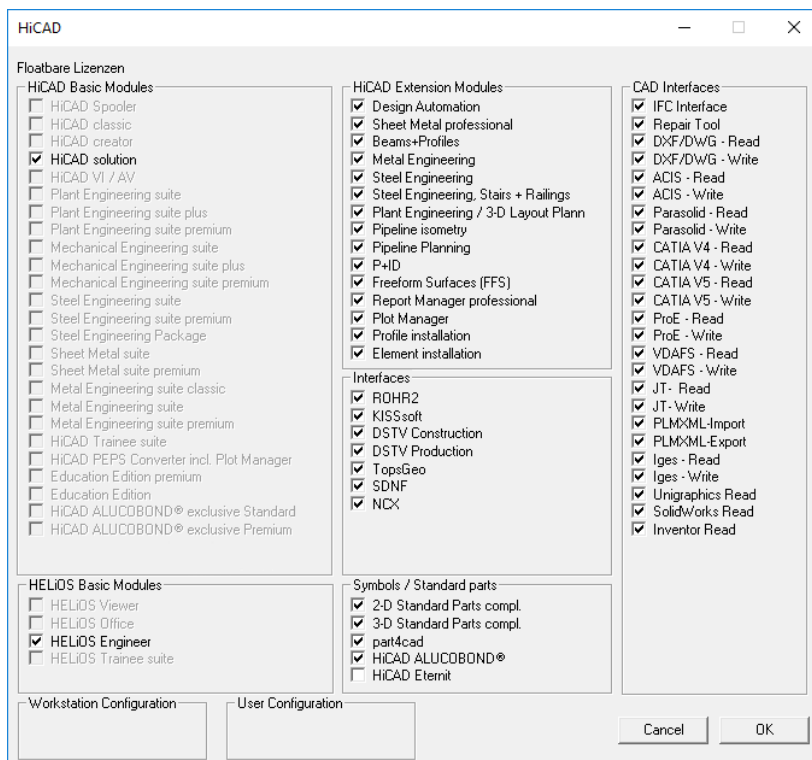 HiCAD
Floatbare Lizenzen
HiCAD Basic Modules
HiCAD Spooler
HiCAD classic
HiCAD creator
HiCAD solution
HiCAD VI / AV
Plant Engineering suite
Plant Engineering suite plus
Plant Engineering suite premium
Mechanical Engineering suite
Mechanical Engineering suite plus
Mechanical Engineering suite premium
Steel Engineering suite
Steel Engineering suite premium
Steel Engineering Package
Sheet Metal suite
Sheet Metal suite premium
Metal Engineering suite classic
Metal Engineering suite
Metal Engineering suite premium
HiCAD Trainee suite
HiCAD PEPS Converter incl. Plot Manager
Education Edition premium
Education Edition
HiCAD ALUCOBOND® exclusive Standard
HiCAD ALUCOBOND® exclusive Premium
HELiOS Basic Modules
HELiOS Viewer
HELiOS Office
HELiOS Engineer
HELiOS Trainee suite
Workstation Configuration
User Configuration
HiCAD Extension Modules
Design Automation
Sheet Metal professional
Beams+Profiles
Metal Engineering
Steel Engineering
Steel Engineering, Stairs + Railings
Plant Engineering / 3-D Layout Plann
Pipeline isometry
Pipeline Planning
P+ID
Freeform Surfaces (FFS)
Report Manager professional
Plot Manager
Profile installation
Element installation
Interfaces
ROHR2
KISSsoft
DSTV Construction
DSTV Production
TopsGeo
SDNF
NCX
Symbols / Standard parts
2-D Standard Parts compl.
3-D Standard Parts compl.
part4cad
HiCAD ALUCOBOND®
HiCAD Eternit
CAD Interfaces
IFC Interface
Repair Tool
DXF/DWG - Read
DXF/DWG - Write
ACIS - Read
ACIS - Write
Parasolid - Read
Parasolid - Write
CATIA V4 - Read
CATIA V4 - Write
CATIA V5 - Read
CATIA V5 - Write
ProE - Read
ProE - Write
VDAFS - Read
VDAFS - Write
JT- Read
JT- Write
PLMXML-Import
PLMXML-Export
Iges - Read
Iges - Write
Unigraphics Read
SolidWorks Read
Inventor Read
Cancel
OK